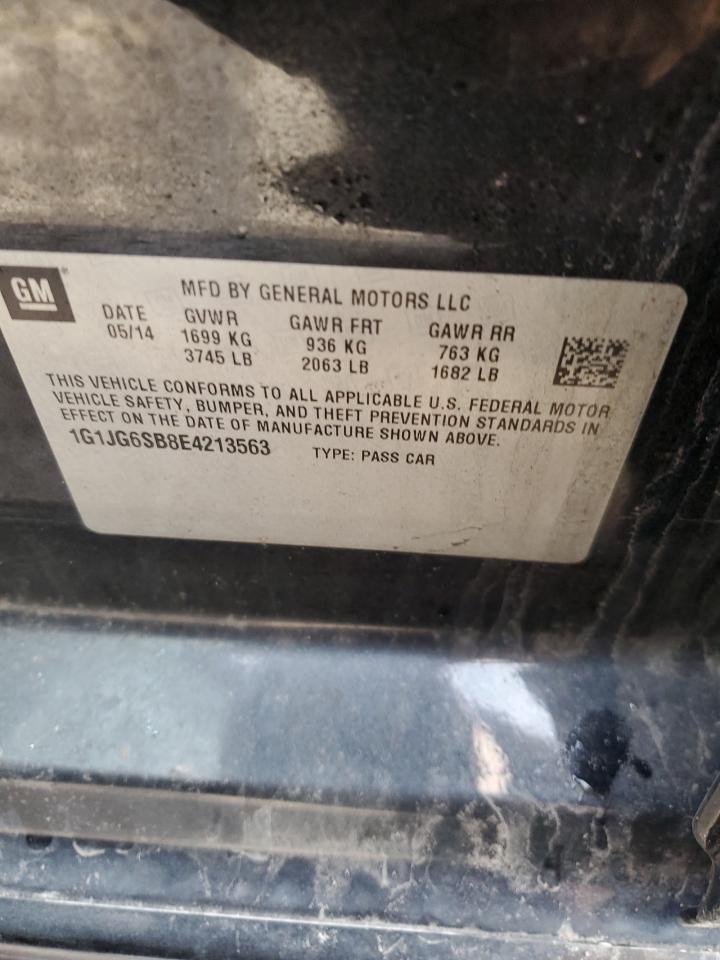 GM
MFD BY GENERAL MOTORS LLC
DATE GVWR GAWR FRT GAWR RR
05/14 1699 KG 936 KG 763 KG
3745 LB 2063 LB 1682 LB
THIS VEHICLE CONFORMS TO ALL APPLICABLE U.S. FEDERAL MOTOR
VEHICLE SAFETY, BUMPER, AND THEFT PREVENTION STANDARDS IN
EFFECT ON THE DATE OF MANUFACTURE SHOWN ABOVE.
1G1JG6SB8E4213563 TYPE: PASS CAR